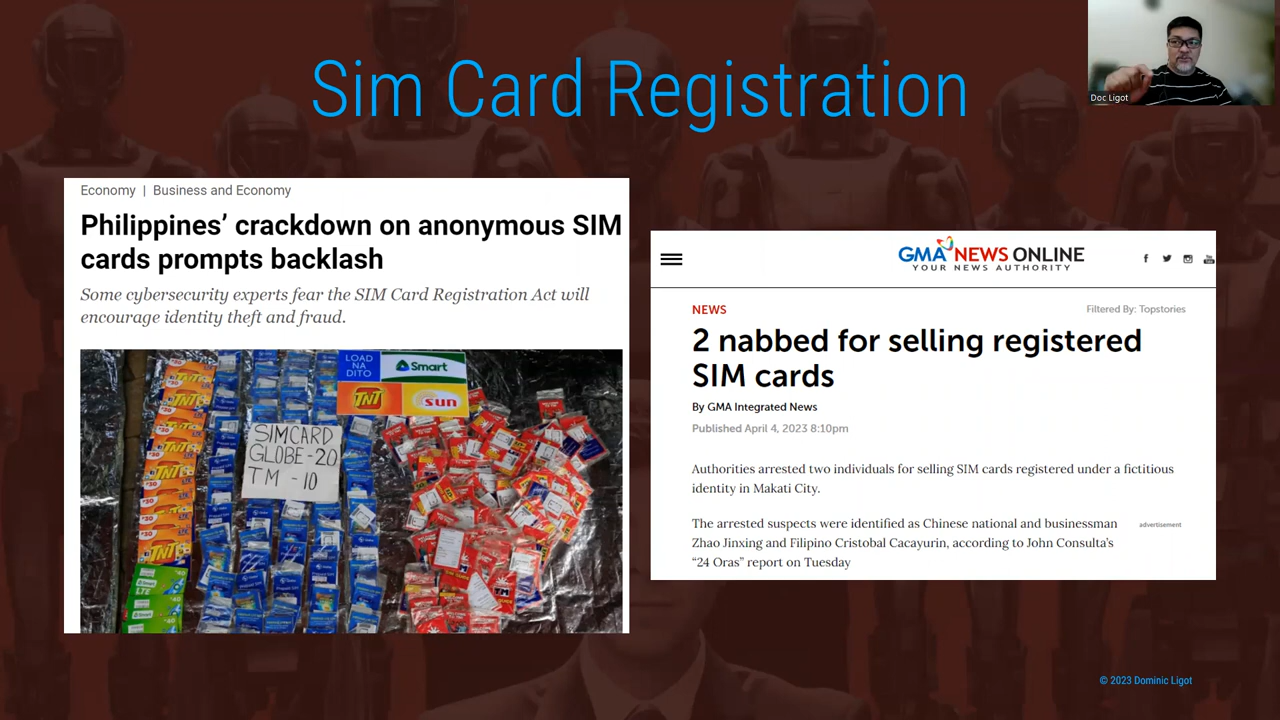 Sim Card Registration
Doc Ligot
Economy | Business and Economy
Philippines’ crackdown on anonymous SIM
cards prompts backlash
Some cybersecurity experts fear the SIM Card Registration Act will
encourage identity theft and fraud.
LOAD
NA
DITO
Smart
TNT
sun
SIMCARD
GLOBE-20
TM -10
GMA NEWS ONLINE
YOUR NEWS AUTHORITY
NEWS
Filtered By: Topstories
2 nabbed for selling registered
SIM cards
By GMA Integrated News
Published April 4, 2023 8:10pm
Authorities arrested two individuals for selling SIM cards registered under a fictitious
identity in Makati City.
The arrested suspects were identified as Chinese national and businessman
advertisement
Zhao Jinxing and Filipino Cristobal Cacayurin, according to John Consulta’s
“24 Oras” report on Tuesday
© 2023 Dominic Ligot